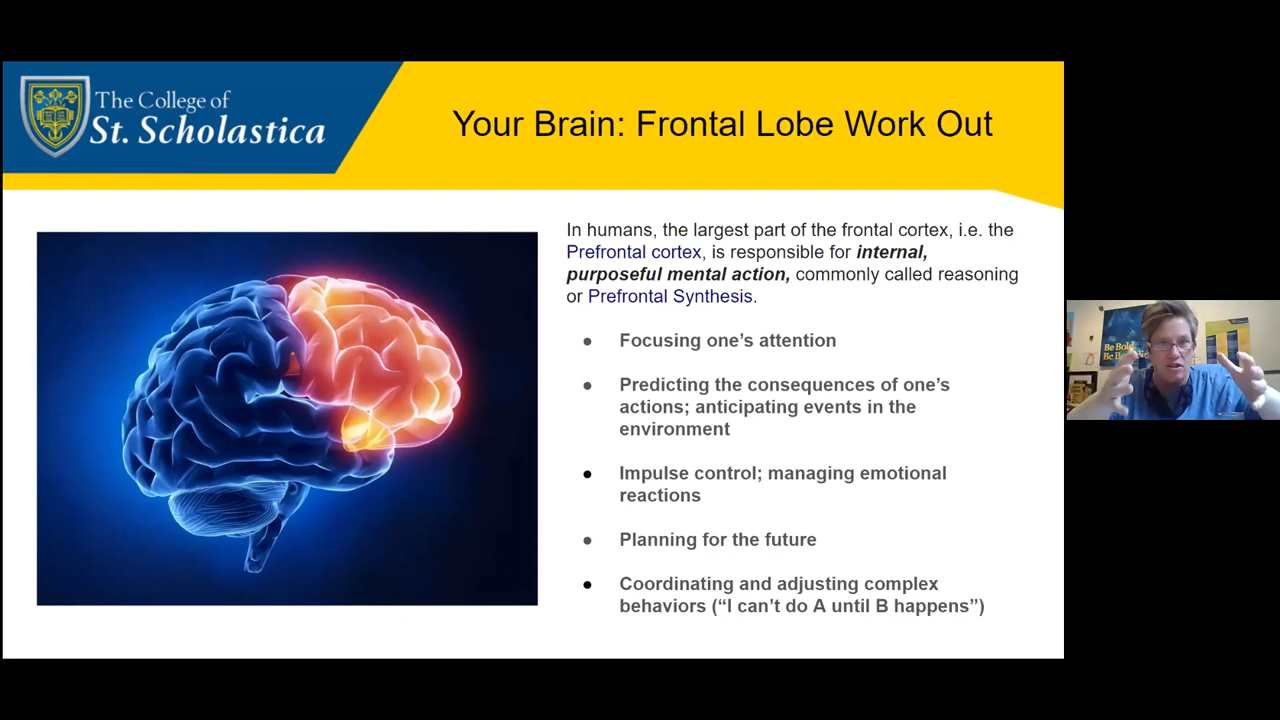 The College of
St. Scholastica
Your Brain: Frontal Lobe Work Out
In humans, the largest part of the frontal cortex, i.e. the
Prefrontal cortex, is responsible for internal,
purposeful mental action, commonly called reasoning
or Prefrontal Synthesis.
● Focusing one’s attention
● Predicting the consequences of one’s
actions; anticipating events in the
environment
● Impulse control; managing emotional
reactions
● Planning for the future
● Coordinating and adjusting complex
behaviors (“I can’t do A until B happens”)
Be Bold.
Be